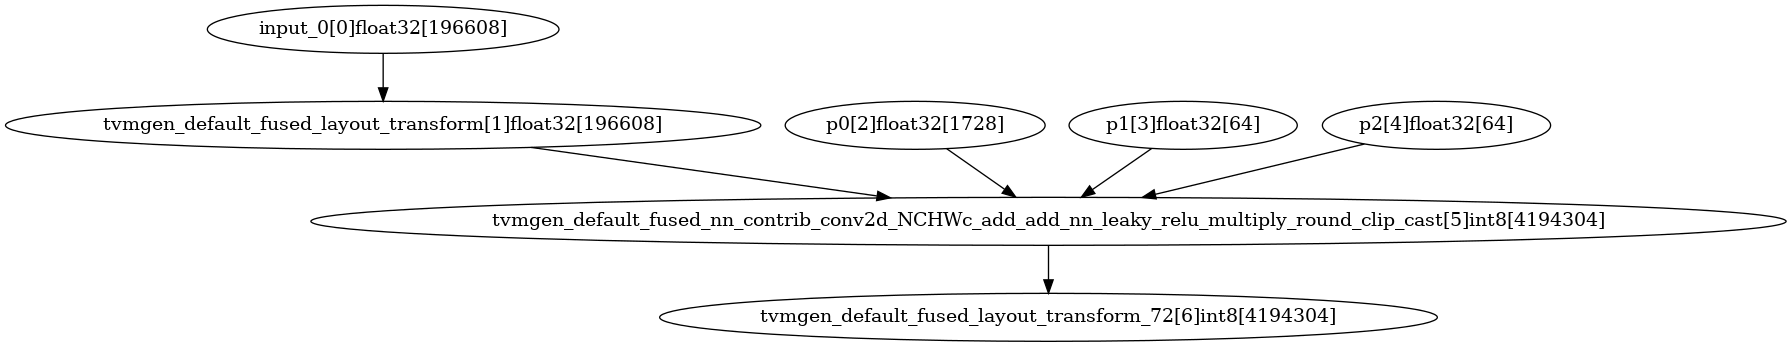 input_0[0]float32[196608]
tvmgen_default_fused_layout_transform[1]float32[196608]
p0[2]float32[1728]
p1[3]float32[64]
p2[4]float32[64]
tvmgen_default_fused_nn_contrib_conv2d_NCHWc_add_add_nn_leaky_relu_multiply_round_clip_cast[5]int8[4194304]
tvmgen_default_fused_layout_transform_72[6]int8[4194304]